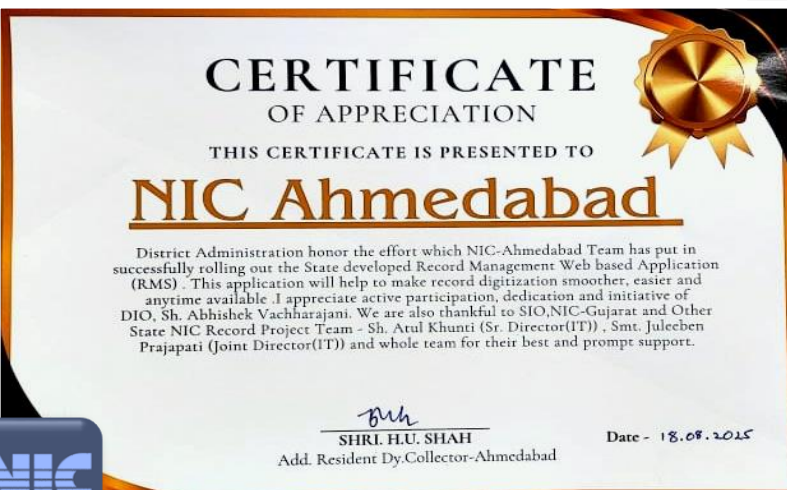 CERTIFICATE
OF APPRECIATION
THIS CERTIFICATE IS PRESENTED TO
NIC Ahmedabad
District Administration honor the effort which NIC-Ahmedabad Team has put in
successfully rolling out the State developed Record Management Web based Application
(RMS) . This application will help to make record digitization smoother, easier and
anytime available .I appreciate active participation, dedication and initiative of
DIO, Sh. Abhishek Vachharajani. We are also thankful to SIO,NIC-Gujarat and Other
State NIC Record Project Team - Sh. Atul Khunti (Sr. Director(IT)) , Smt. Juleeben
Prajapati (Joint Director(IT)) and whole team for their best and prompt support.
SHRI. H.U. SHAH
Add. Resident Dy.Collector-Ahmedabad
Date - 18.08.2025
NIC